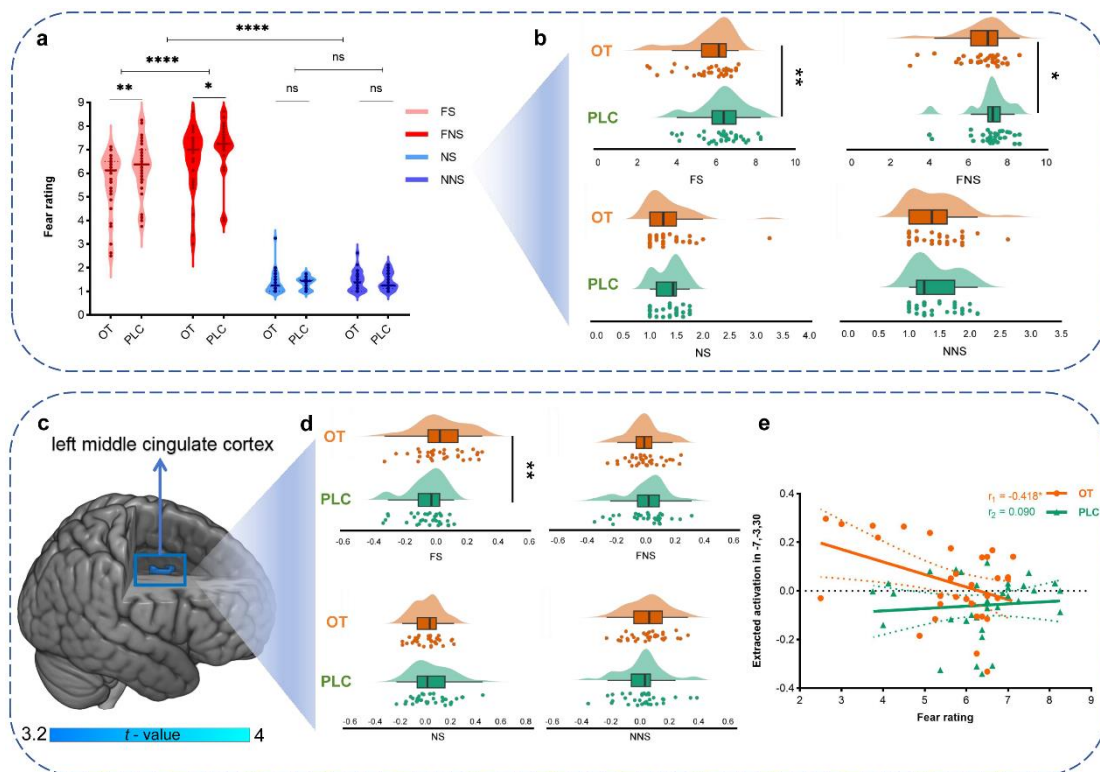 a
****
****
ns
**
*
ns
ns
Fear rating
9
8
7
6
5
4
3
2
1
0
OT
PLC
OT
PLC
OT
PLC
OT
PLC
FS
FNS
NS
NNS
b
OT
PLC
**
0 2 4 6 8 10
FS
*
0 2 4 6 8 10
FNS
OT
PLC
0.0 0.5 1.0 1.5 2.0 2.5 3.0 3.5 4.0
NS
0.0 0.5 1.0 1.5 2.0 2.5 3.0 3.5
NNS
c
left middle cingulate cortex
3.2 t - value 4
d
OT
PLC
**
-0.6 -0.4 -0.2 0.0 0.2 0.4 0.6
FS
-0.6 -0.4 -0.2 0.0 0.2 0.4 0.6
FNS
OT
PLC
-0.6 -0.4 -0.2 0.0 0.2 0.4 0.6
NS
-0.6 -0.4 -0.2 0.0 0.2 0.4 0.6
NNS
e
r1 = -0.418* OT
r2 = 0.090 PLC
Extracted activation in -7,-3,30
0.4
0.2
0.0
-0.2
-0.4
2 3 4 5 6 7 8 9
Fear rating